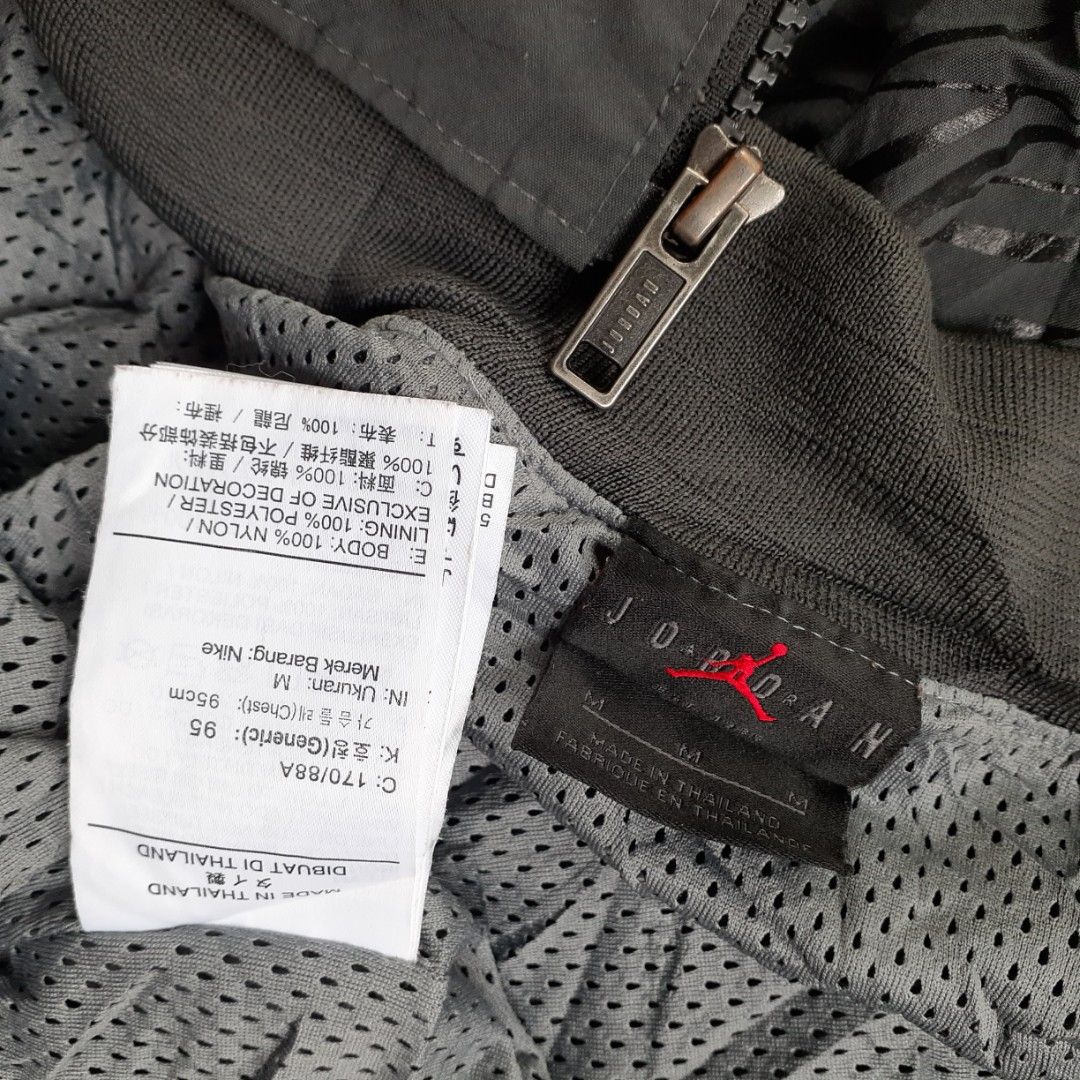 JORDAN
MADE IN THAILAND
タイ製
DIBUAT DI THAILAND
C: 170/88A
K: 호칭(Generic): 95
가슴둘레(Chest): 95cm
IN: Ukuran: M
Merek Barang: Nike
E: BODY: 100% NYLON /
LINING: 100% POLYESTER /
EXCLUSIVE OF DECORATION
C: 面料: 100% 锦纶 / 里料:
100% 聚酯纤维 / 不包括装饰部分
T: 表布: 100% 尼龍 / 裡布:
JORDAN
M
M
M
MADE IN THAILAND
FABRIQUE EN THAILANDE